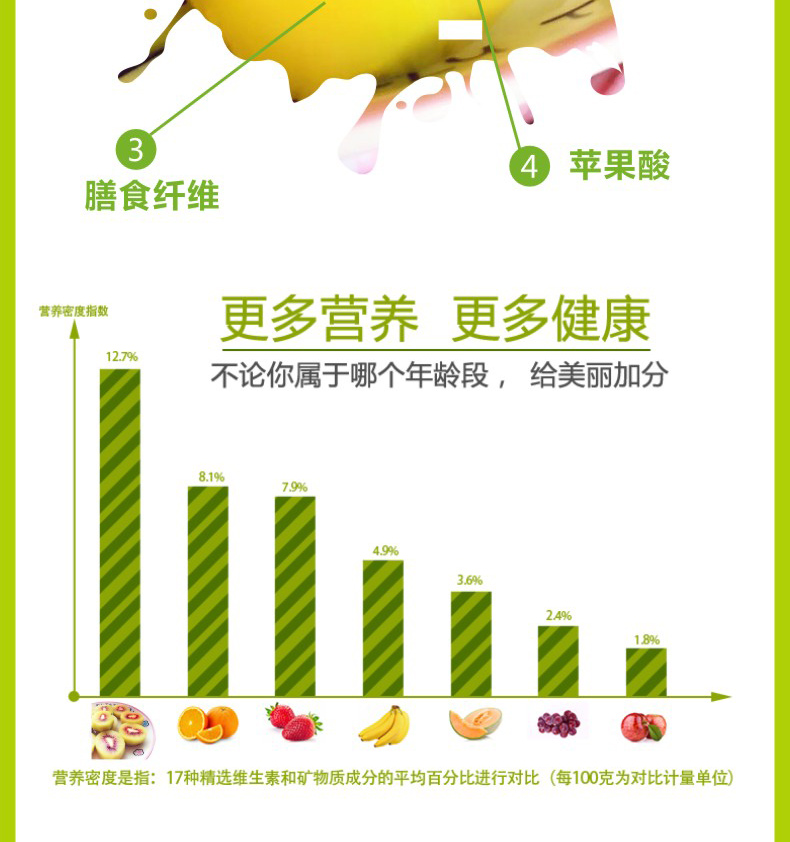 3
膳食纤维
4 苹果酸
营养密度指数
更多营养 更多健康
不论你属于哪个年龄段， 给美丽加分
12.7%
8.1%
7.9%
4.9%
3.6%
2.4%
1.8%
营养密度是指：17种精选维生素和矿物质成分的平均百分比进行对比（每100克为对比计量单位）